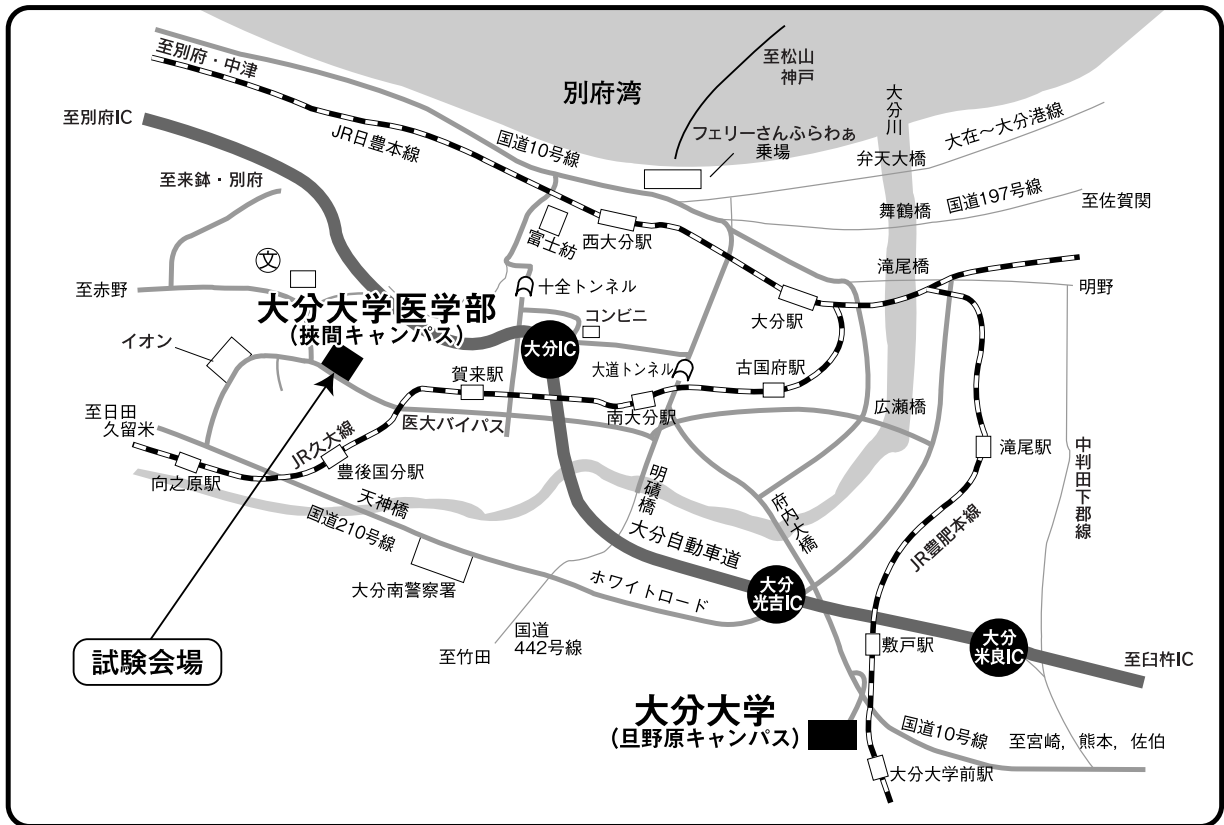 至別府・中津
至松山
神戸
別府湾
大分川
至別府IC
JR日豊本線
国道10号線
フェリーさんふらわぁ
乗場
大在～大分港線
弁天大橋
至来鉢・別府
舞鶴橋
国道197号線
至佐賀関
富士紡
西大分駅
文
滝尾橋
至赤野
十全トンネル
明野
大分大学医学部
(挾間キャンパス)
コンビニ
大分駅
イオン
大分IC
大道トンネル
古国府駅
賀来駅
南大分駅
広瀬橋
至日田
久留米
医大バイパス
JR久大線
滝尾駅
中判田下郡線
向之原駅
豊後国分駅
天神橋
明磧橋
府内大橋
国道210号線
JR豊肥本線
大分自動車道
大分南警察署
ホワイトロード
大分
光吉IC
試験会場
国道
442号線
至竹田
敷戸駅
大分
米良IC
至臼杵IC
大分大学
(旦野原キャンパス)
国道10号線
至宮崎，熊本，佐伯
大分大学前駅